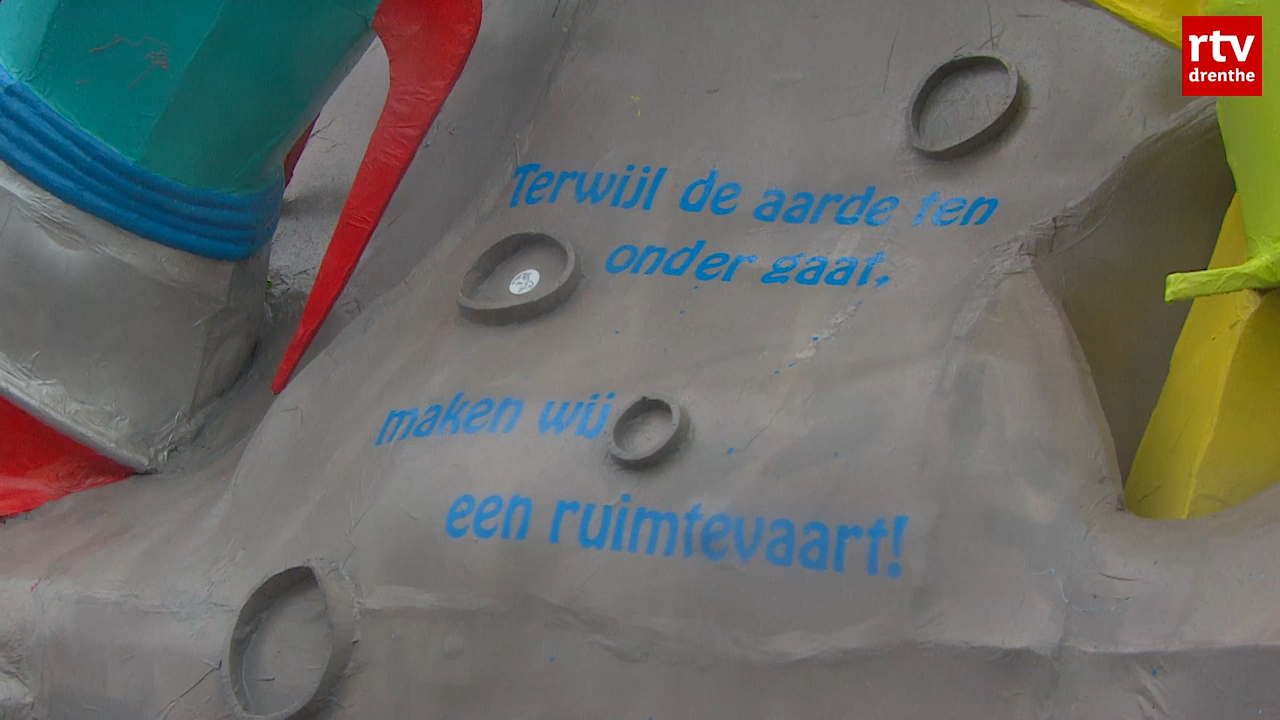 rtv
drenthe
Terwijl de aarde ten
onder gaat,
maken wij
een ruimtevaart!